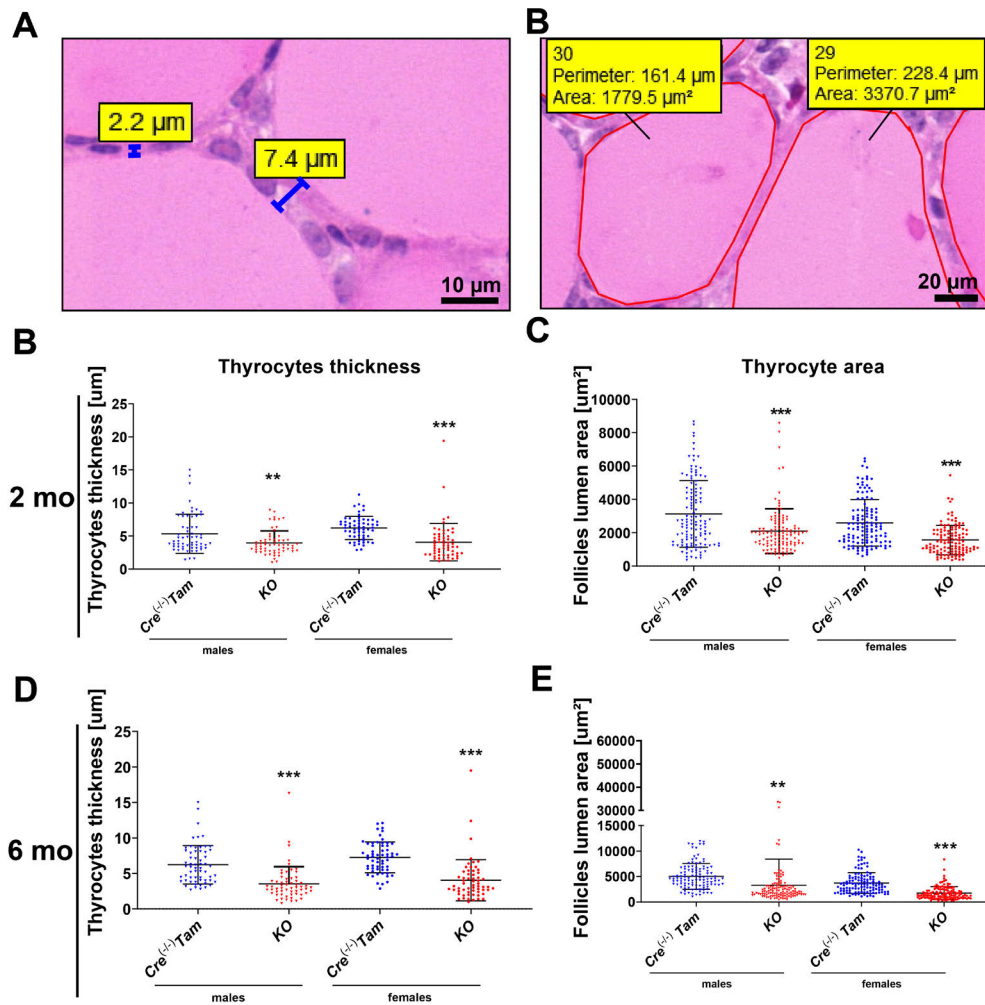 A
2.2 µm
7.4 µm
10 µm
B
30
Perimeter: 161.4 µm
Area: 1779.5 µm²
29
Perimeter: 228.4 µm
Area: 3370.7 µm²
20 µm
2 mo
B
Thyrocytes thickness
Thyrocytes thickness [um]
25
20
15
10
5
0
**
***
Cre(-/-)Tam
KO
Cre(-/-)Tam
KO
males
females
C
Thyrocyte area
Follicles lumen area [um²]
10000
8000
6000
4000
2000
0
***
***
Cre(-/-) Tam
KO
Cre(-/-) Tam
KO
males
females
6 mo
D
Thyrocytes thickness [um]
25
20
15
10
5
0
***
***
Cre(-/-)Tam
KO
Cre(-/-)Tam
KO
males
females
E
Follicles lumen area [um²]
60000
50000
40000
30000
15000
10000
5000
0
**
***
Cre(-/-) Tam
KO
Cre(-/-) Tam
KO
males
females